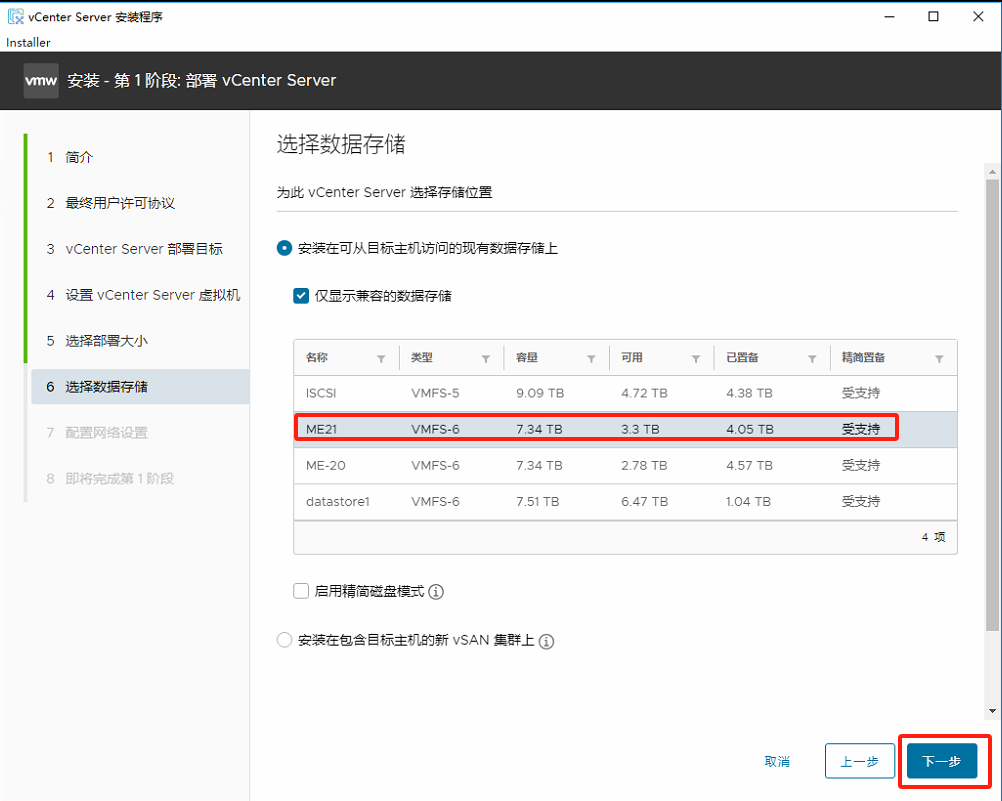 vCenter Server 安装程序
Installer
vmw 安装 - 第 1 阶段: 部署 vCenter Server
1 简介
2 最终用户许可协议
3 vCenter Server 部署目标
4 设置 vCenter Server 虚拟机
5 选择部署大小
6 选择数据存储
7 配置网络设置
8 即将完成第 1 阶段
选择数据存储
为此 vCenter Server 选择存储位置
安装在可从目标主机访问的现有数据存储上
仅显示兼容的数据存储
名称 类型 容量 可用 已置备 精简置备
ISCSI VMFS-5 9.09 TB 4.72 TB 4.38 TB 受支持
ME21 VMFS-6 7.34 TB 3.3 TB 4.05 TB 受支持
ME-20 VMFS-6 7.34 TB 2.78 TB 4.57 TB 受支持
datastore1 VMFS-6 7.51 TB 6.47 TB 1.04 TB 受支持
4 项
启用精简磁盘模式
安装在包含目标主机的新 vSAN 集群上
取消 上一步 下一步